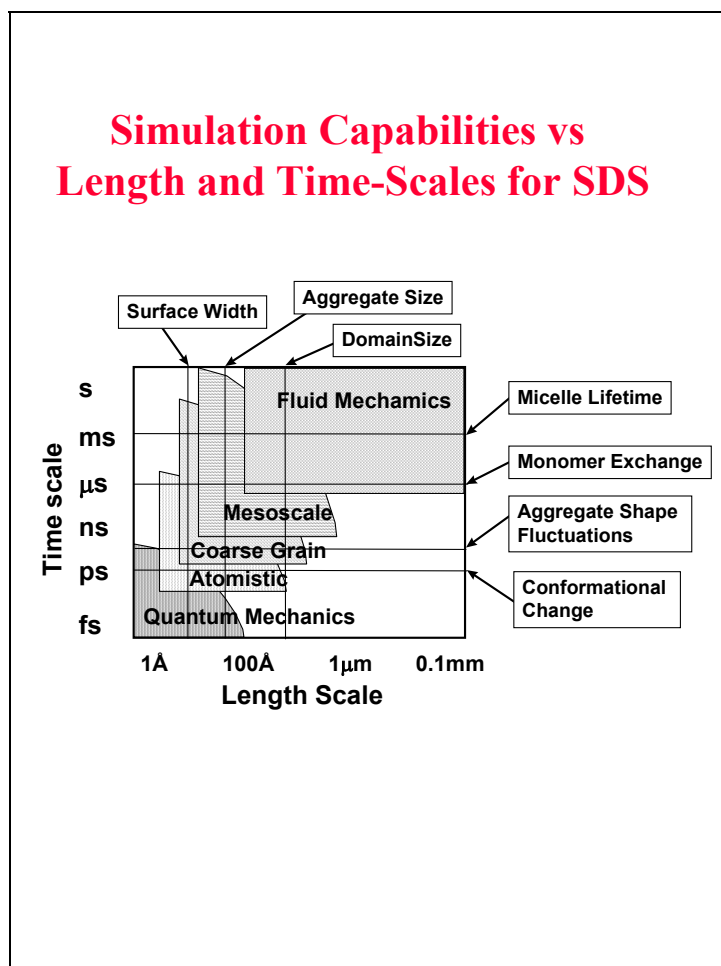 Simulation Capabilities vs
Length and Time-Scales for SDS
Surface Width
Aggregate Size
DomainSize
Time scale
s
ms
μs
ns
ps
fs
Fluid Mechamics
Mesoscale
Coarse Grain
Atomistic
Quantum Mechanics
Micelle Lifetime
Monomer Exchange
Aggregate Shape
Fluctuations
Conformational
Change
1Å
100Å
1μm
0.1mm
Length Scale